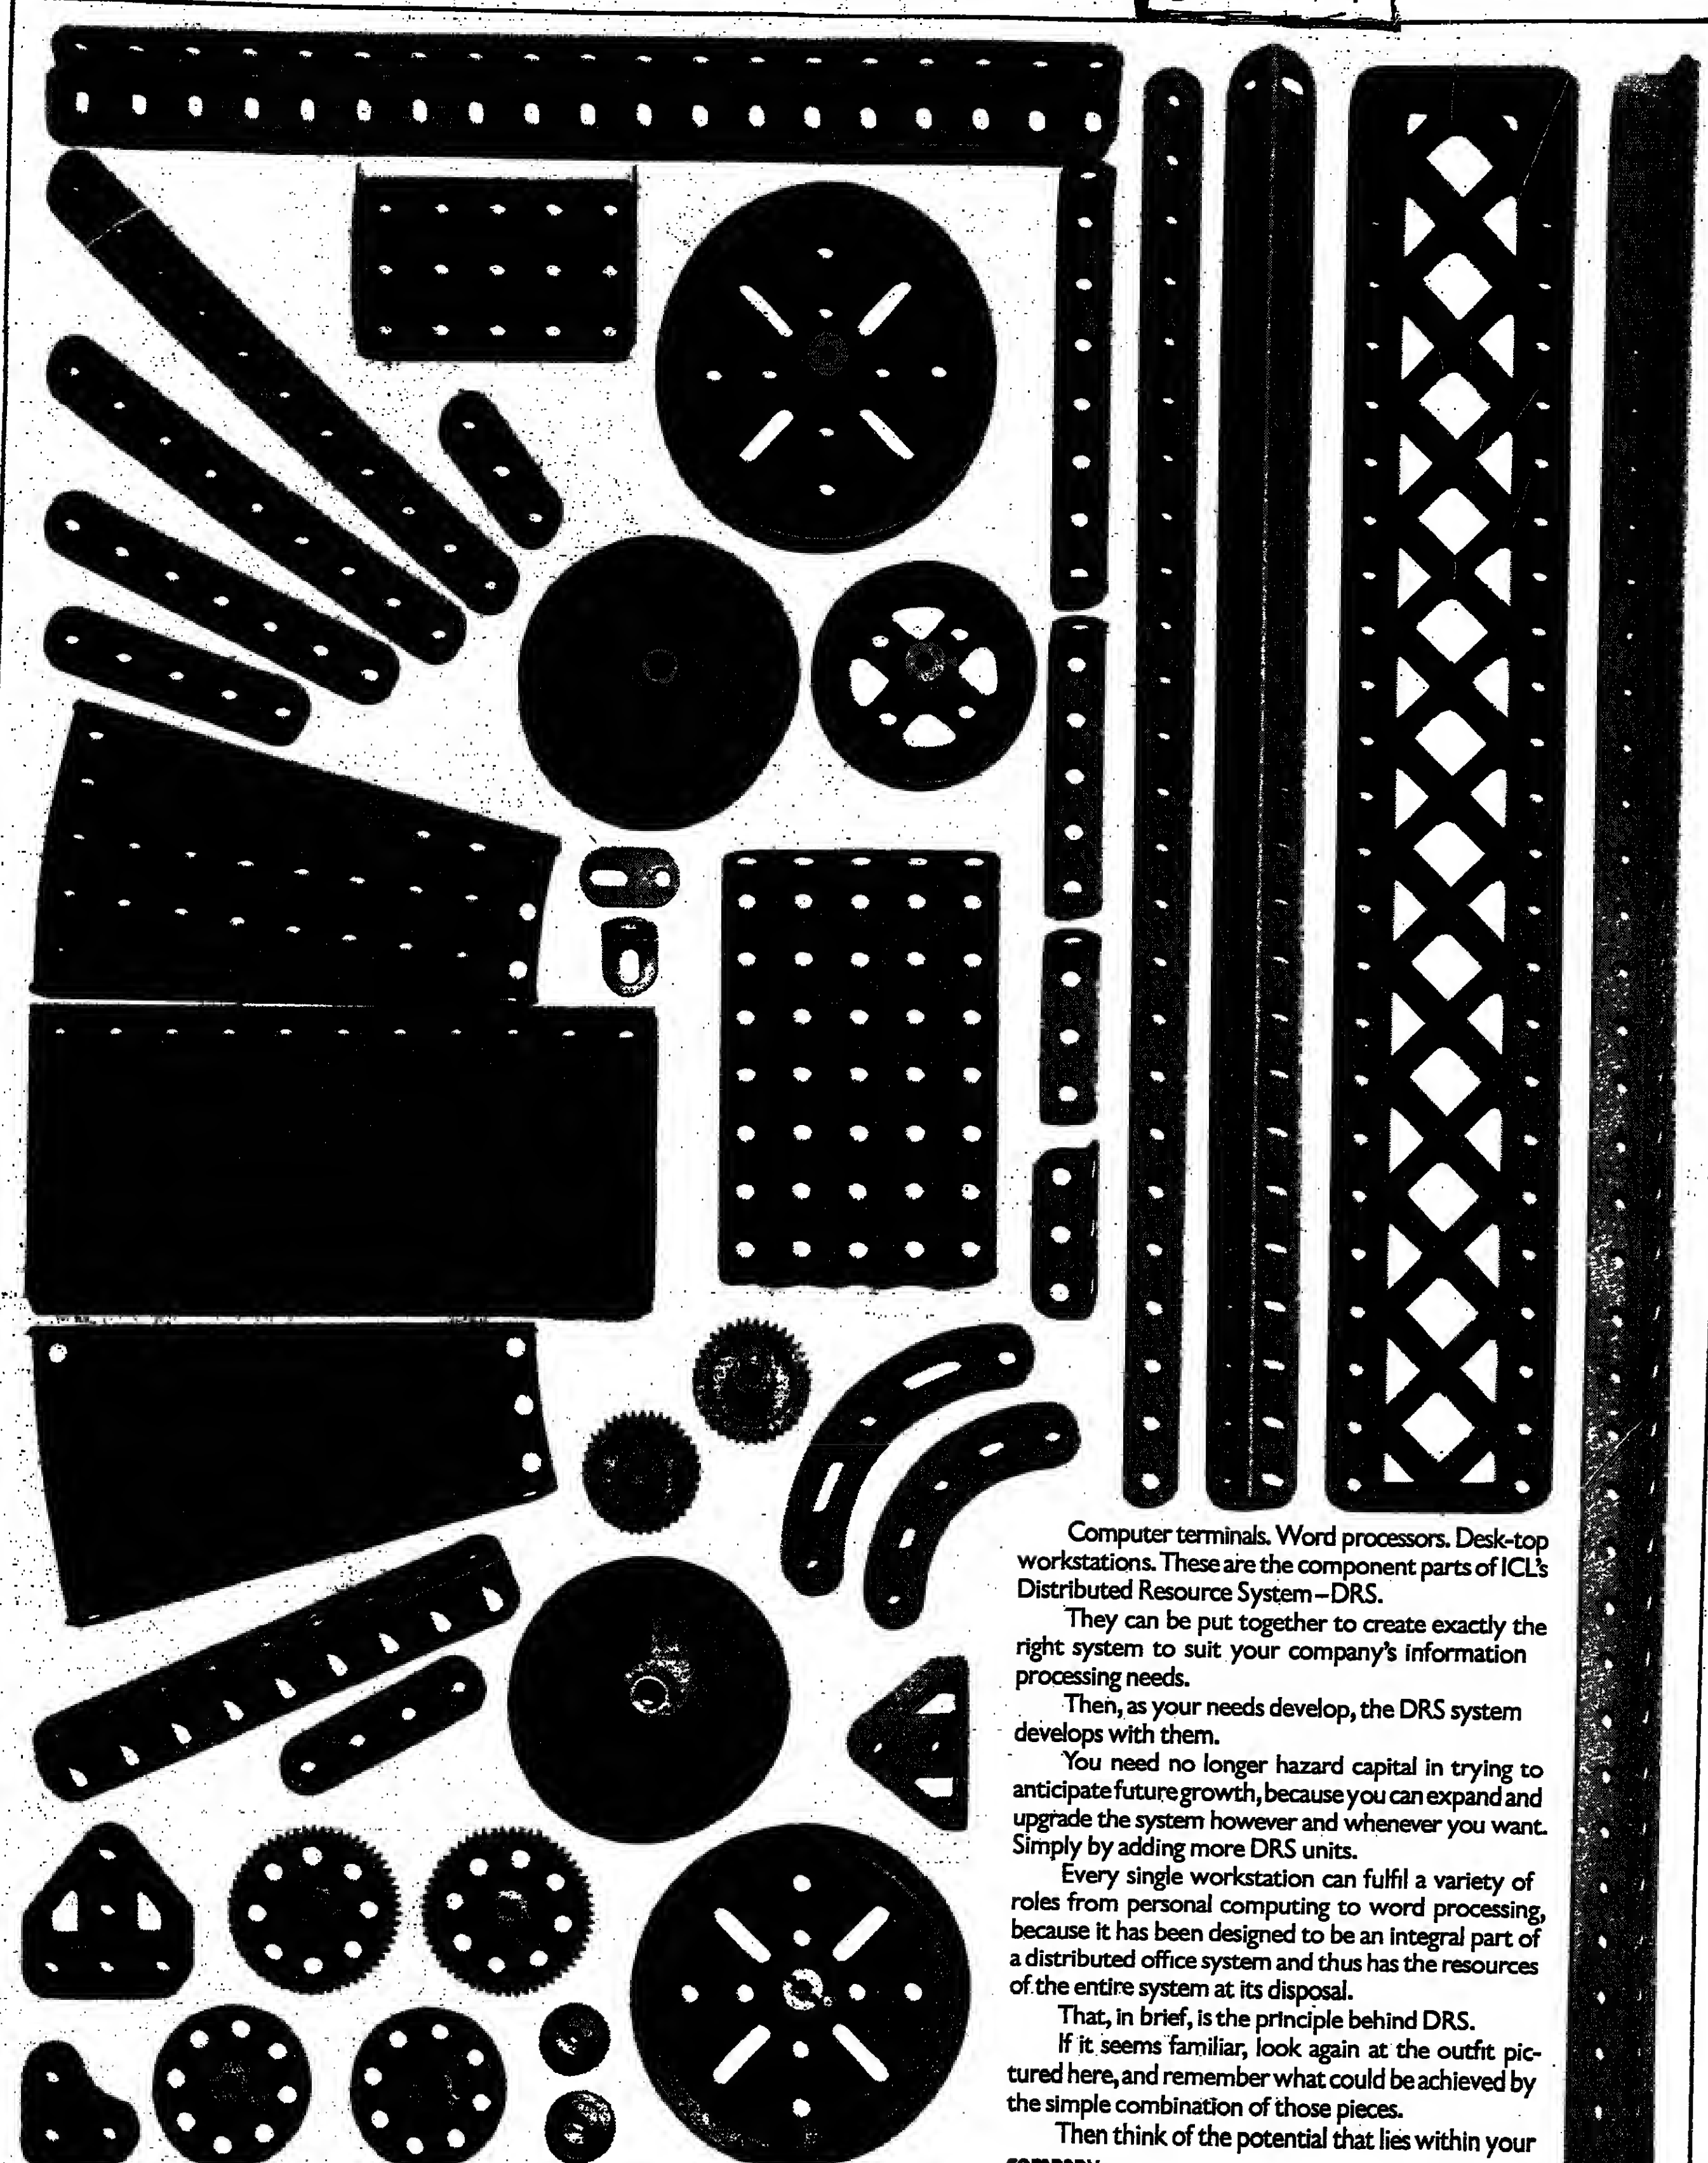 Computer terminals. Word processors. Desk-top
workstations. These are the component parts of ICL's
Distributed Resource System–DRS.
They can be put together to create exactly the
right system to suit your company's information
processing needs.
Then, as your needs develop, the DRS system
develops with them.
You need no longer hazard capital in trying to
anticipate future growth, because you can expand and
upgrade the system however and whenever you want.
Simply by adding more DRS units.
Every single workstation can fulfil a variety of
roles from personal computing to word processing,
because it has been designed to be an integral part of
a distributed office system and thus has the resources
of the entire system at its disposal.
That, in brief, is the principle behind DRS.
If it seems familiar, look again at the outfit pic-
tured here, and remember what could be achieved by
the simple combination of those pieces.
Then think of the potential that lies within your
company